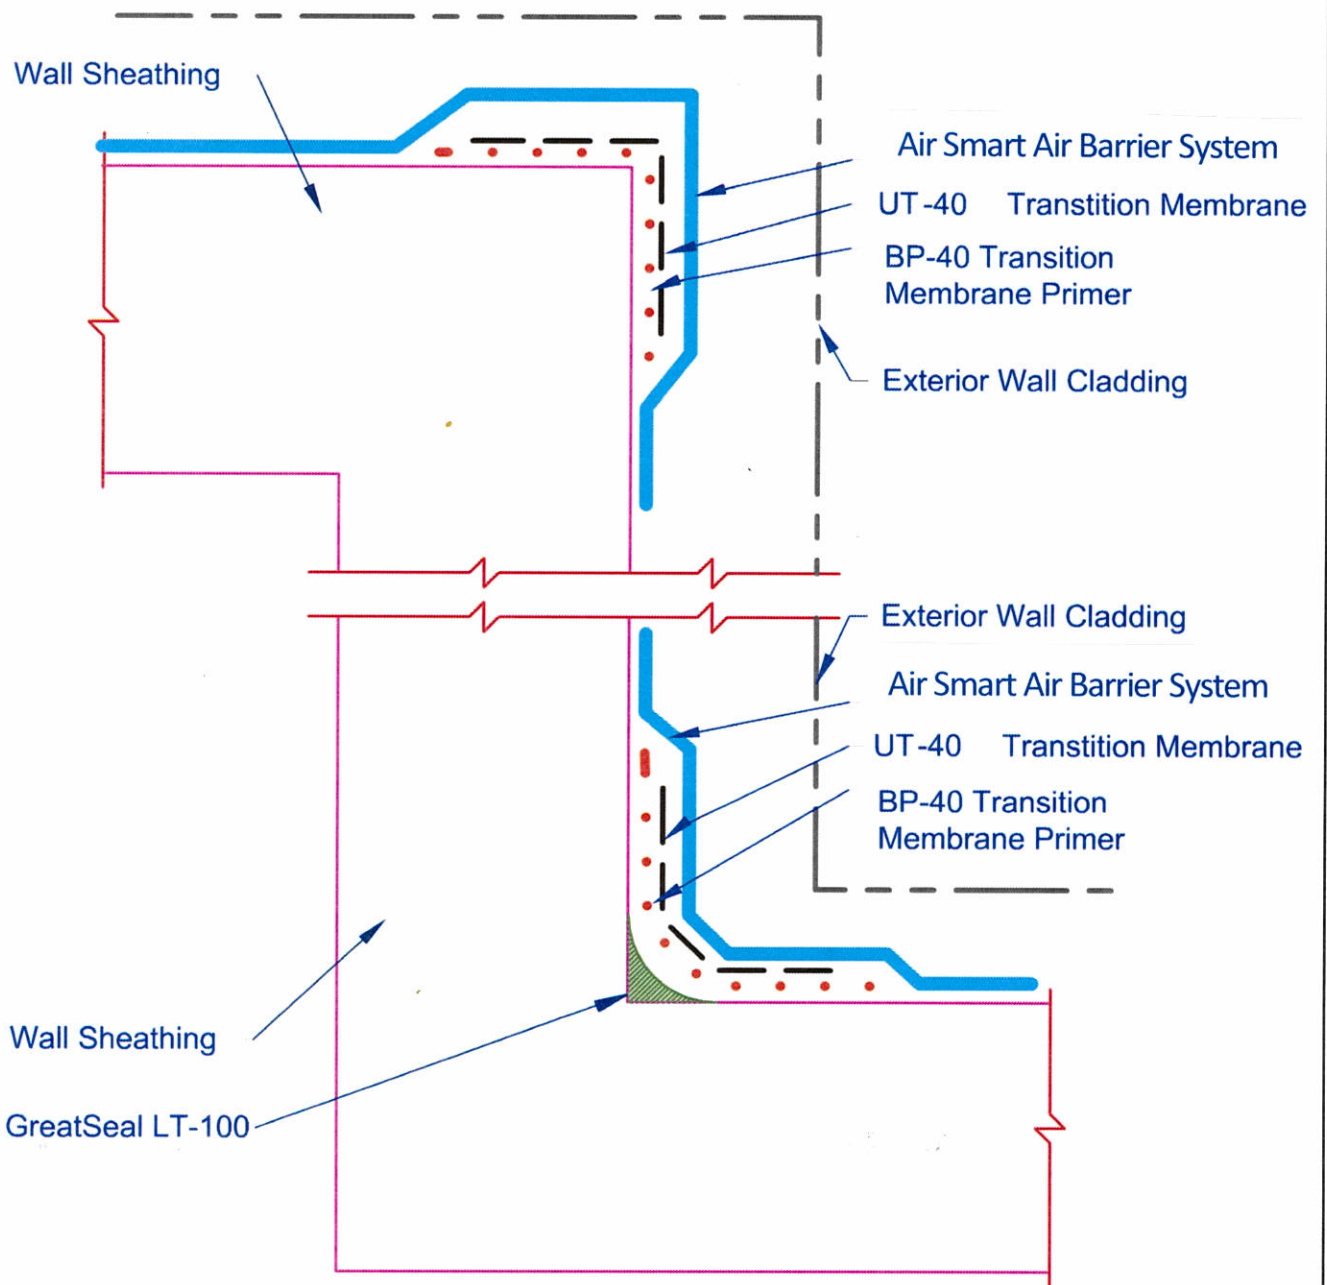 Wall Sheathing
Air Smart Air Barrier System
UT-40 Transtition Membrane
BP-40 Transition
Membrane Primer
Exterior Wall Cladding
Exterior Wall Cladding
Air Smart Air Barrier System
UT-40 Transtition Membrane
BP-40 Transition
Membrane Primer
Wall Sheathing
GreatSeal LT-100